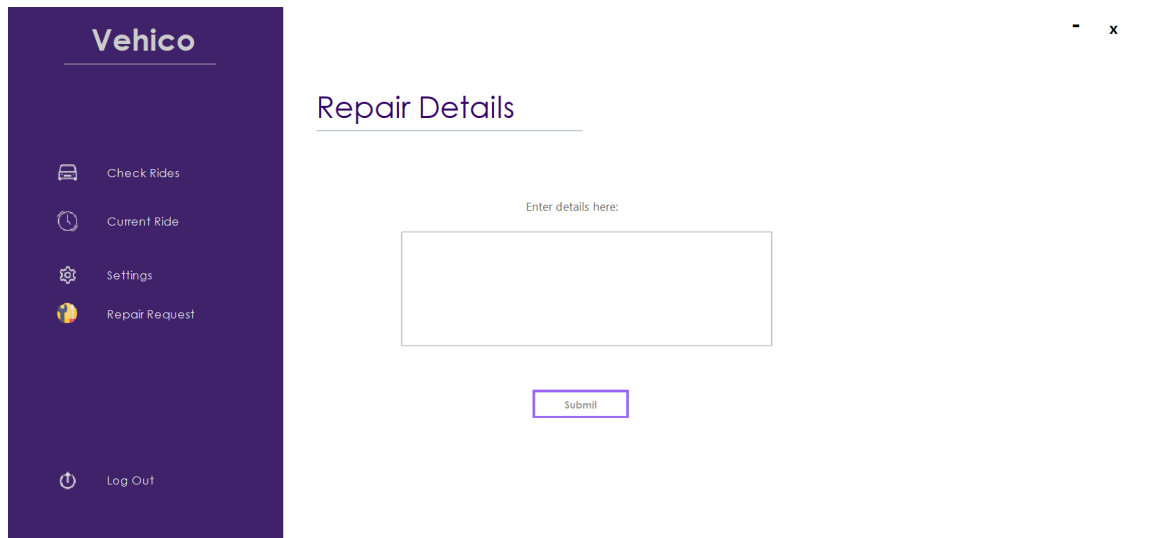 Vehico
- x
Repair Details
Check Rides
Current Ride
Settings
Repair Request
Log Out
Enter details here:
Submit